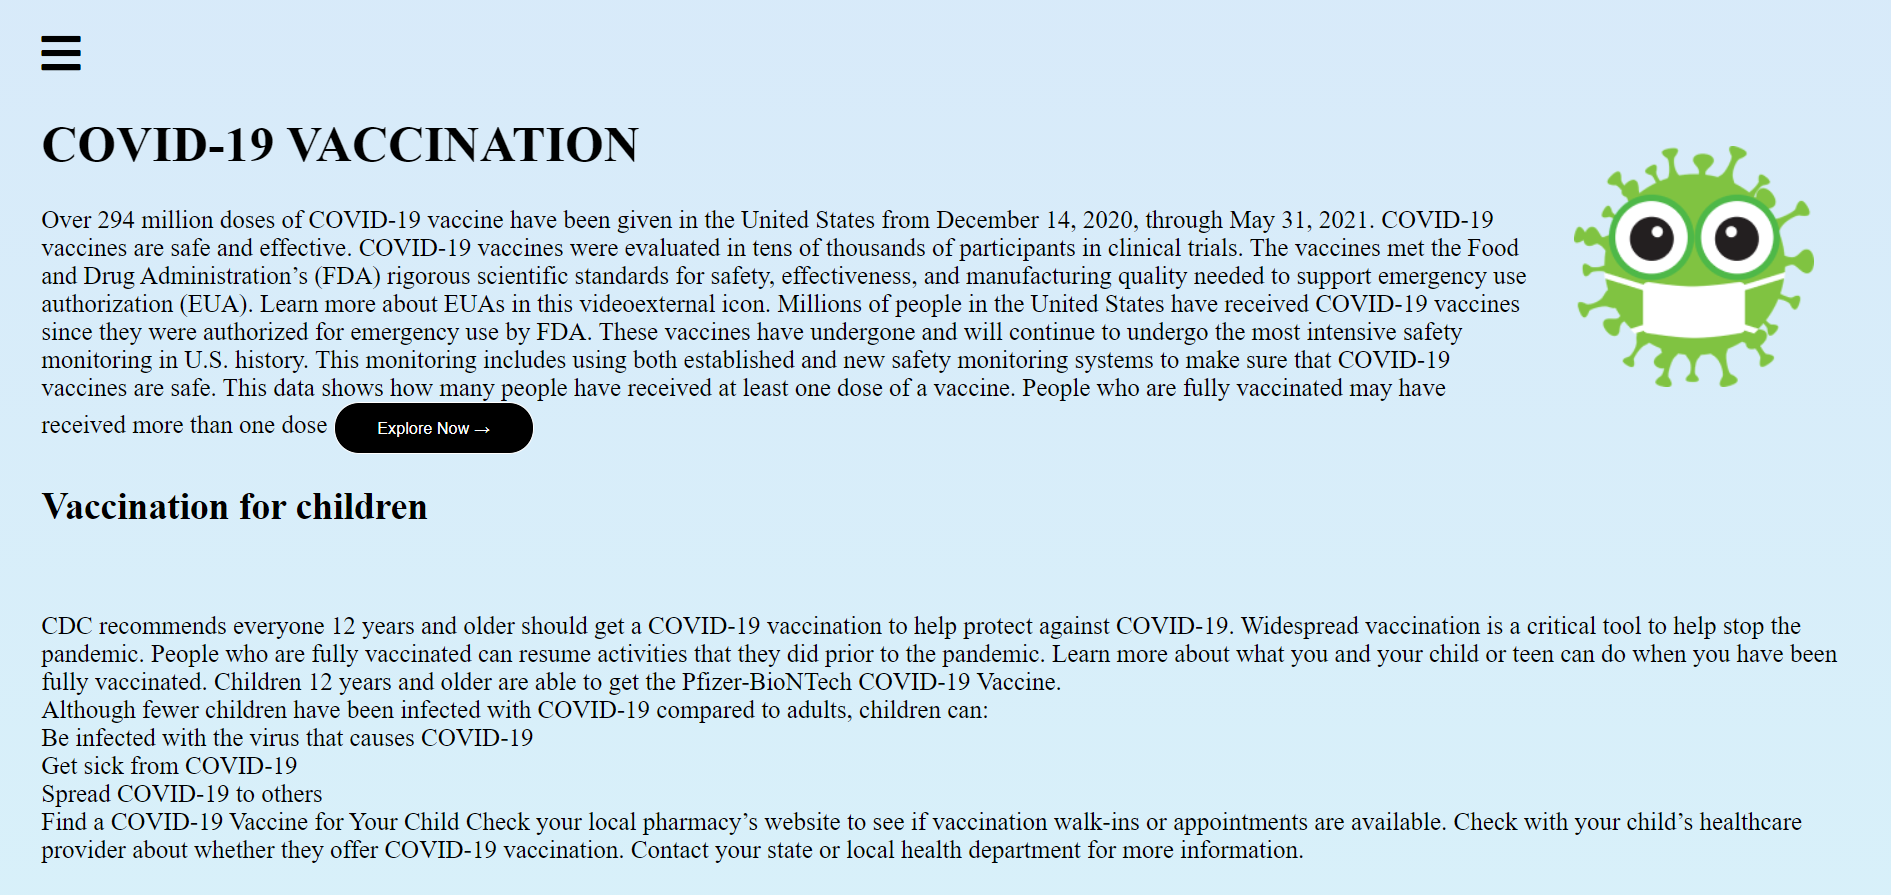 COVID-19 VACCINATION
Over 294 million doses of COVID-19 vaccine have been given in the United States from December 14, 2020, through May 31, 2021. COVID-19
vaccines are safe and effective. COVID-19 vaccines were evaluated in tens of thousands of participants in clinical trials. The vaccines met the Food
and Drug Administration’s (FDA) rigorous scientific standards for safety, effectiveness, and manufacturing quality needed to support emergency use
authorization (EUA). Learn more about EUAs in this videoexternal icon. Millions of people in the United States have received COVID-19 vaccines
since they were authorized for emergency use by FDA. These vaccines have undergone and will continue to undergo the most intensive safety
monitoring in U.S. history. This monitoring includes using both established and new safety monitoring systems to make sure that COVID-19
vaccines are safe. This data shows how many people have received at least one dose of a vaccine. People who are fully vaccinated may have
received more than one dose Explore Now →
Vaccination for children
CDC recommends everyone 12 years and older should get a COVID-19 vaccination to help protect against COVID-19. Widespread vaccination is a critical tool to help stop the
pandemic. People who are fully vaccinated can resume activities that they did prior to the pandemic. Learn more about what you and your child or teen can do when you have been
fully vaccinated. Children 12 years and older are able to get the Pfizer-BioNTech COVID-19 Vaccine.
Although fewer children have been infected with COVID-19 compared to adults, children can:
Be infected with the virus that causes COVID-19
Get sick from COVID-19
Spread COVID-19 to others
Find a COVID-19 Vaccine for Your Child Check your local pharmacy’s website to see if vaccination walk-ins or appointments are available. Check with your child’s healthcare
provider about whether they offer COVID-19 vaccination. Contact your state or local health department for more information.